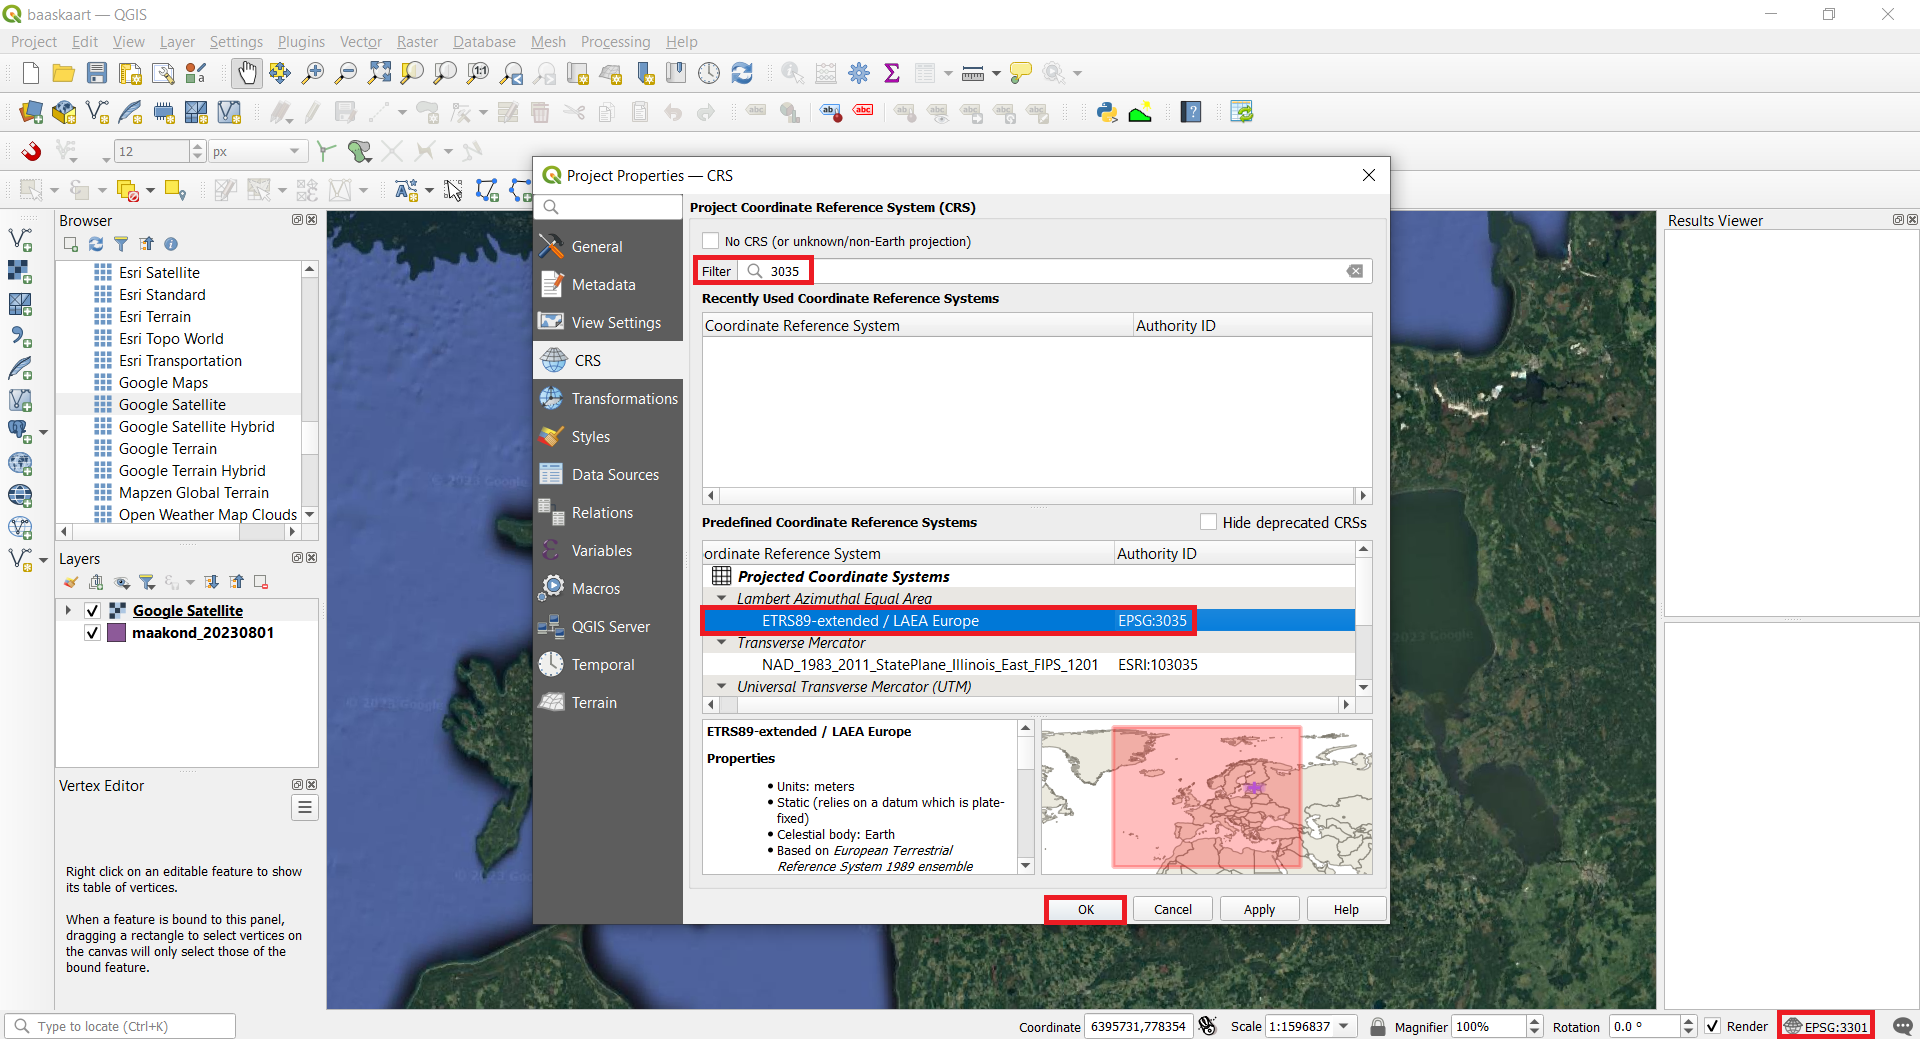 baaskaart — QGIS
Project Edit View Layer Settings Plugins Vector Raster Database Mesh Processing Help
12 px
Browser
Esri Satellite
Esri Standard
Esri Terrain
Esri Topo World
Esri Transportation
Google Maps
Google Satellite
Google Satellite Hybrid
Google Terrain
Google Terrain Hybrid
Mapzen Global Terrain
Open Weather Map Clouds
Layers
Google Satellite
maakond_20230801
Vertex Editor
Right click on an editable feature to show
its table of vertices.
When a feature is bound to this panel,
dragging a rectangle to select vertices on
the canvas will only select those of the
bound feature.
Project Properties — CRS
General
Metadata
View Settings
CRS
Transformations
Styles
Data Sources
Relations
Variables
Macros
QGIS Server
Temporal
Terrain
Project Coordinate Reference System (CRS)
No CRS (or unknown/non-Earth projection)
Filter 3035
Recently Used Coordinate Reference Systems
Coordinate Reference System Authority ID
Predefined Coordinate Reference Systems Hide deprecated CRSs
ordinate Reference System Authority ID
Projected Coordinate Systems
Lambert Azimuthal Equal Area
ETRS89-extended / LAEA Europe EPSG:3035
Transverse Mercator
NAD_1983_2011_StatePlane_Illinois_East_FIPS_1201 ESRI:103035
Universal Transverse Mercator (UTM)
ETRS89-extended / LAEA Europe
Properties
• Units: meters
• Static (relies on a datum which is plate-
fixed)
• Celestial body: Earth
• Based on European Terrestrial
Reference System 1989 ensemble
OK Cancel Apply Help
Results Viewer
© 2023 Google
2023 Google
© 2023 Google
© 2023 Goo
Type to locate (Ctrl+K)
Coordinate 6395731,778354 Scale 1:1596837 Magnifier 100% Rotation 0.0 ° Render EPSG:3301